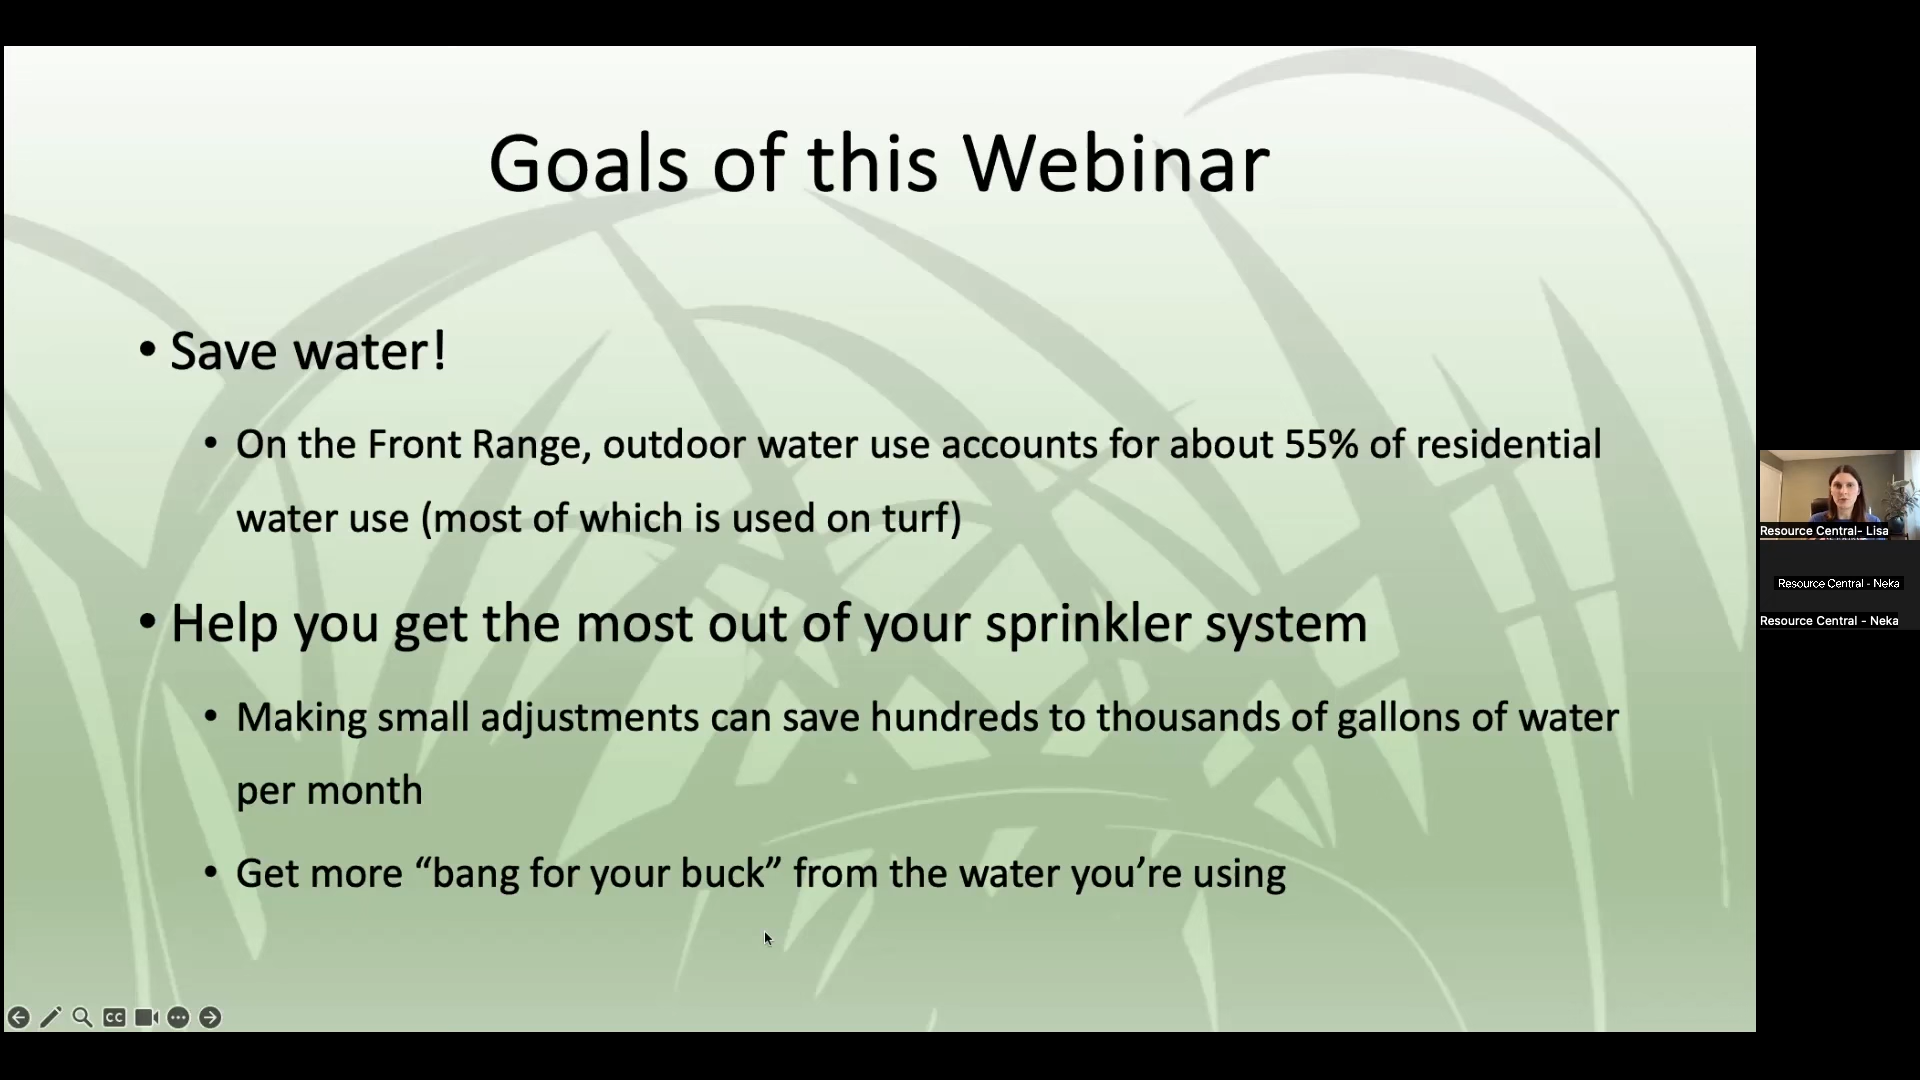 Goals of this Webinar
• Save water!
• On the Front Range, outdoor water use accounts for about 55% of residential
water use (most of which is used on turf)
• Help you get the most out of your sprinkler system
• Making small adjustments can save hundreds to thousands of gallons of water
per month
• Get more “bang for your buck” from the water you’re using
CC
Resource Central- Lisa
Resource Central - Neka
Resource Central - Neka